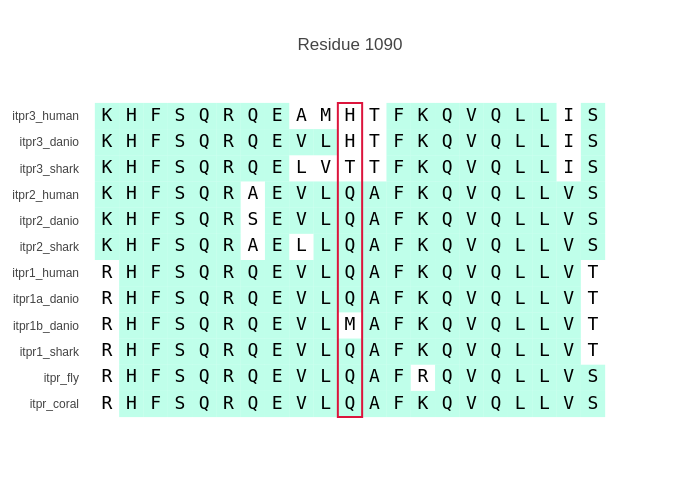 Residue 1090
itpr3_human K H F S Q R Q E A M H T F K Q V Q L L I S
itpr3_danio K H F S Q R Q E V L H T F K Q V Q L L I S
itpr3_shark K H F S Q R Q E L V T T F K Q V Q L L I S
itpr2_human K H F S Q R A E V L Q A F K Q V Q L L V S
itpr2_danio K H F S Q R S E V L Q A F K Q V Q L L V S
itpr2_shark K H F S Q R A E L L Q A F K Q V Q L L V S
itpr1_human R H F S Q R Q E V L Q A F K Q V Q L L V T
itpr1a_danio R H F S Q R Q E V L Q A F K Q V Q L L V T
itpr1b_danio R H F S Q R Q E V L M A F K Q V Q L L V T
itpr1_shark R H F S Q R Q E V L Q A F K Q V Q L L V T
itpr_fly R H F S Q R Q E V L Q A F R Q V Q L L V S
itpr_coral R H F S Q R Q E V L Q A F K Q V Q L L V S